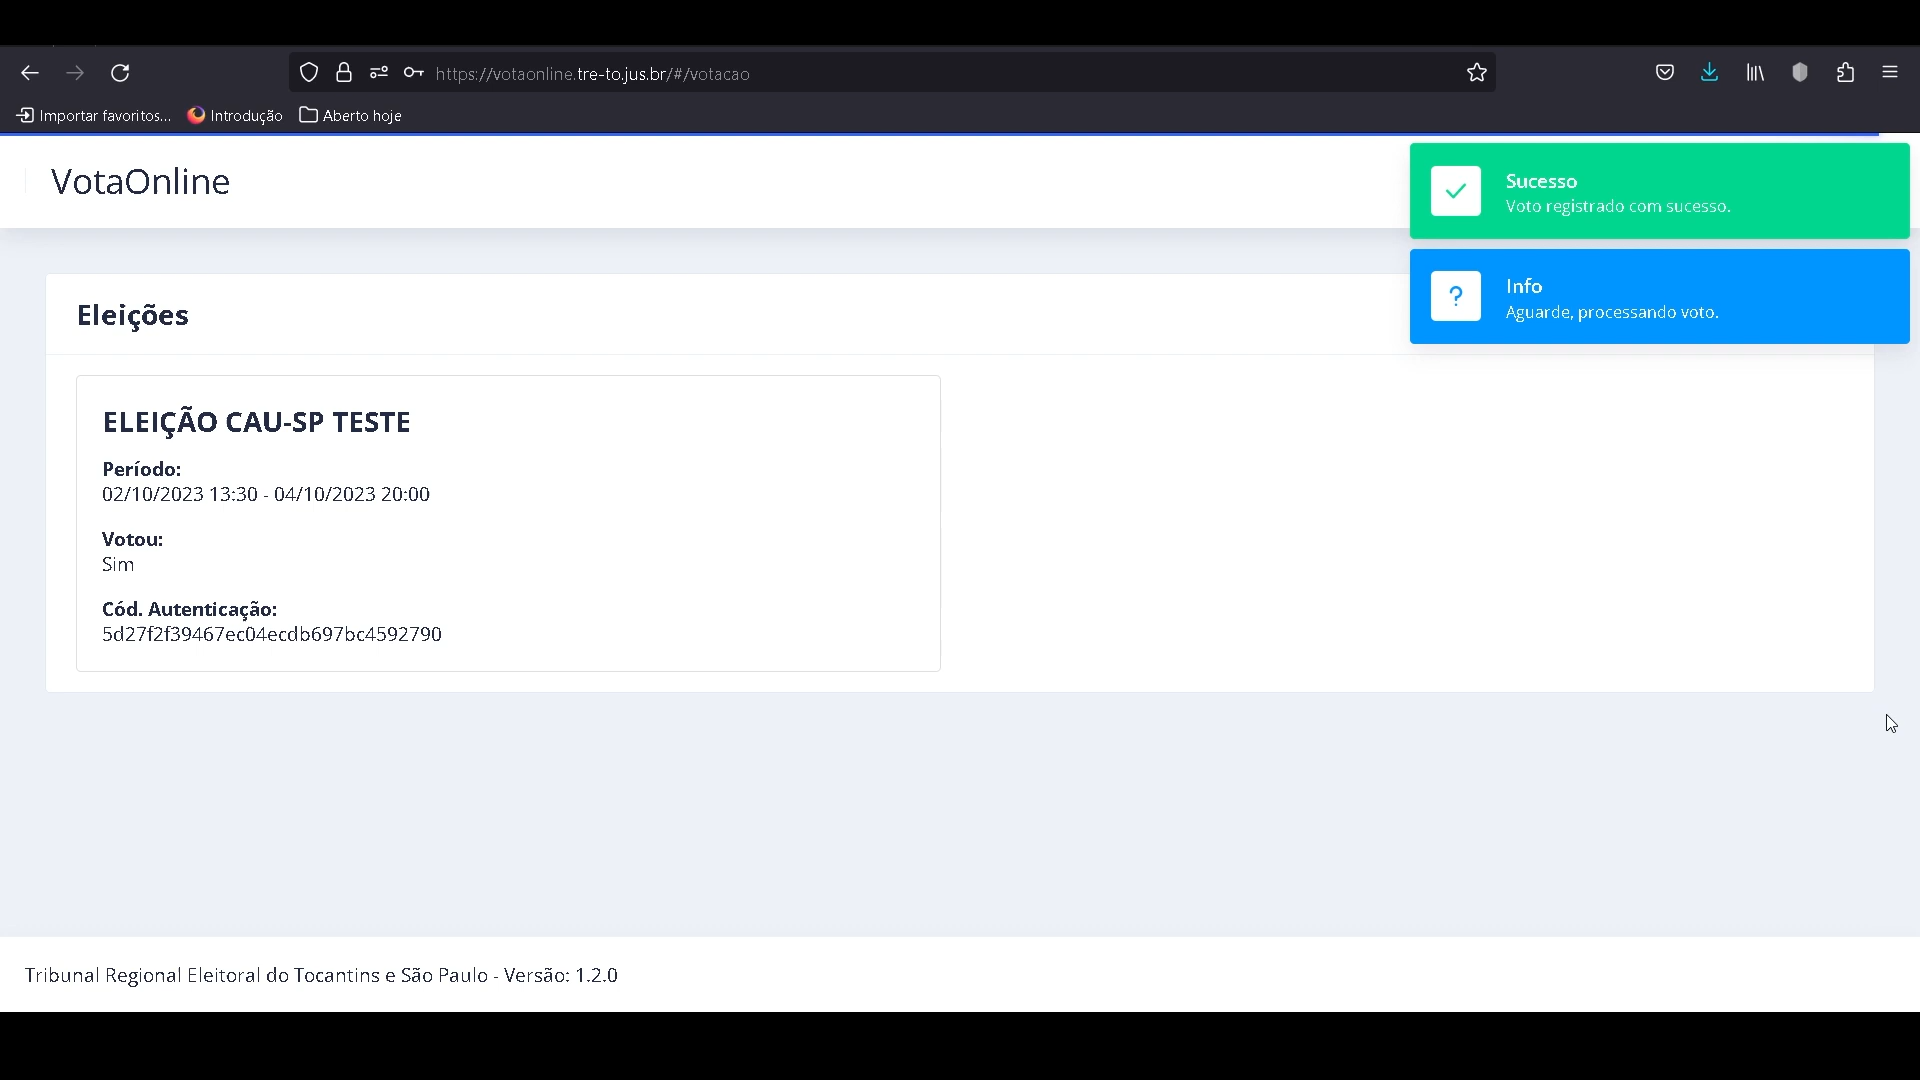 https://votaonline.tre-to.jus.br/#/votacao
Importar favoritos...
Introdução
Aberto hoje
VotaOnline
Sucesso
Voto registrado com sucesso.
Info
Aguarde, processando voto.
Eleições
ELEIÇÃO CAU-SP TESTE
Período:
02/10/2023 13:30 - 04/10/2023 20:00
Votou:
Sim
Cód. Autenticação:
5d27f2f39467ec04ecdb697bc4592790
Tribunal Regional Eleitoral do Tocantins e São Paulo - Versão: 1.2.0